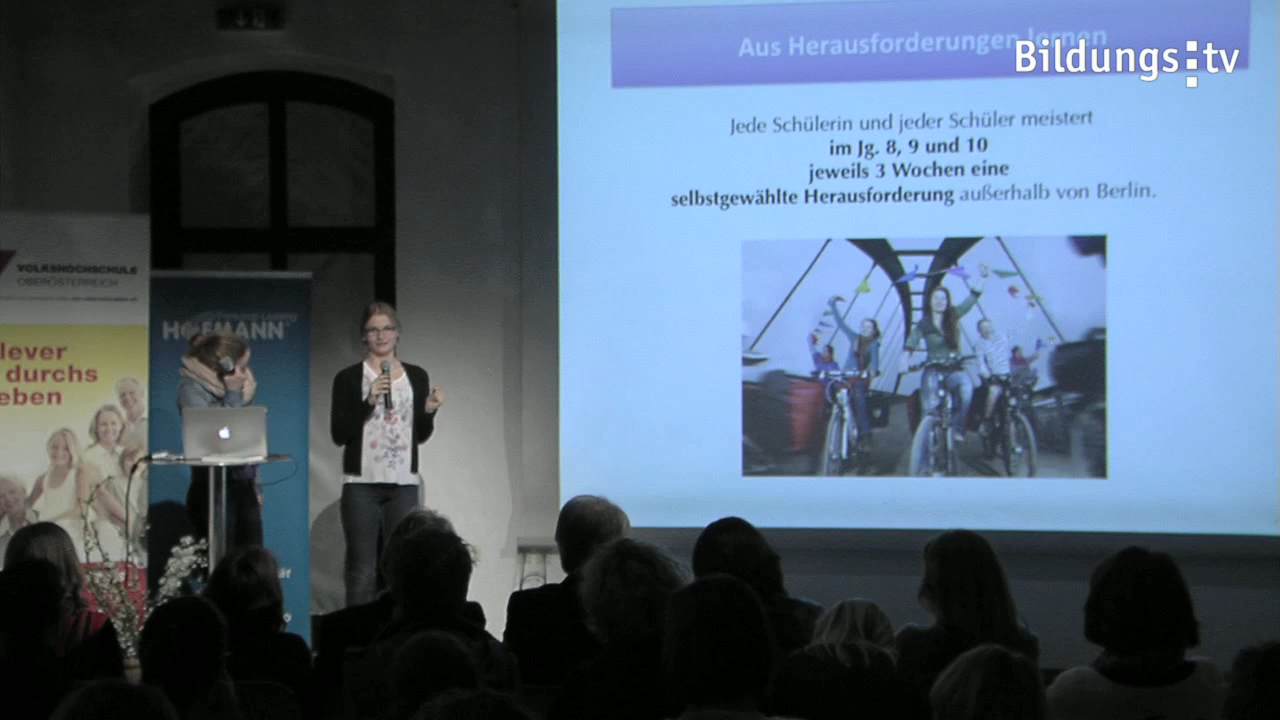 Aus Herausforderungen lernen
Bildungs:tv
Jede Schülerin und jeder Schüler meistert
im Jg. 8, 9 und 10
jeweils 3 Wochen eine
selbstgewählte Herausforderung außerhalb von Berlin.
VOLKSHOCHSCHULE
OBERÖSTERREICH
HOFMANN
lever
durchs
eben